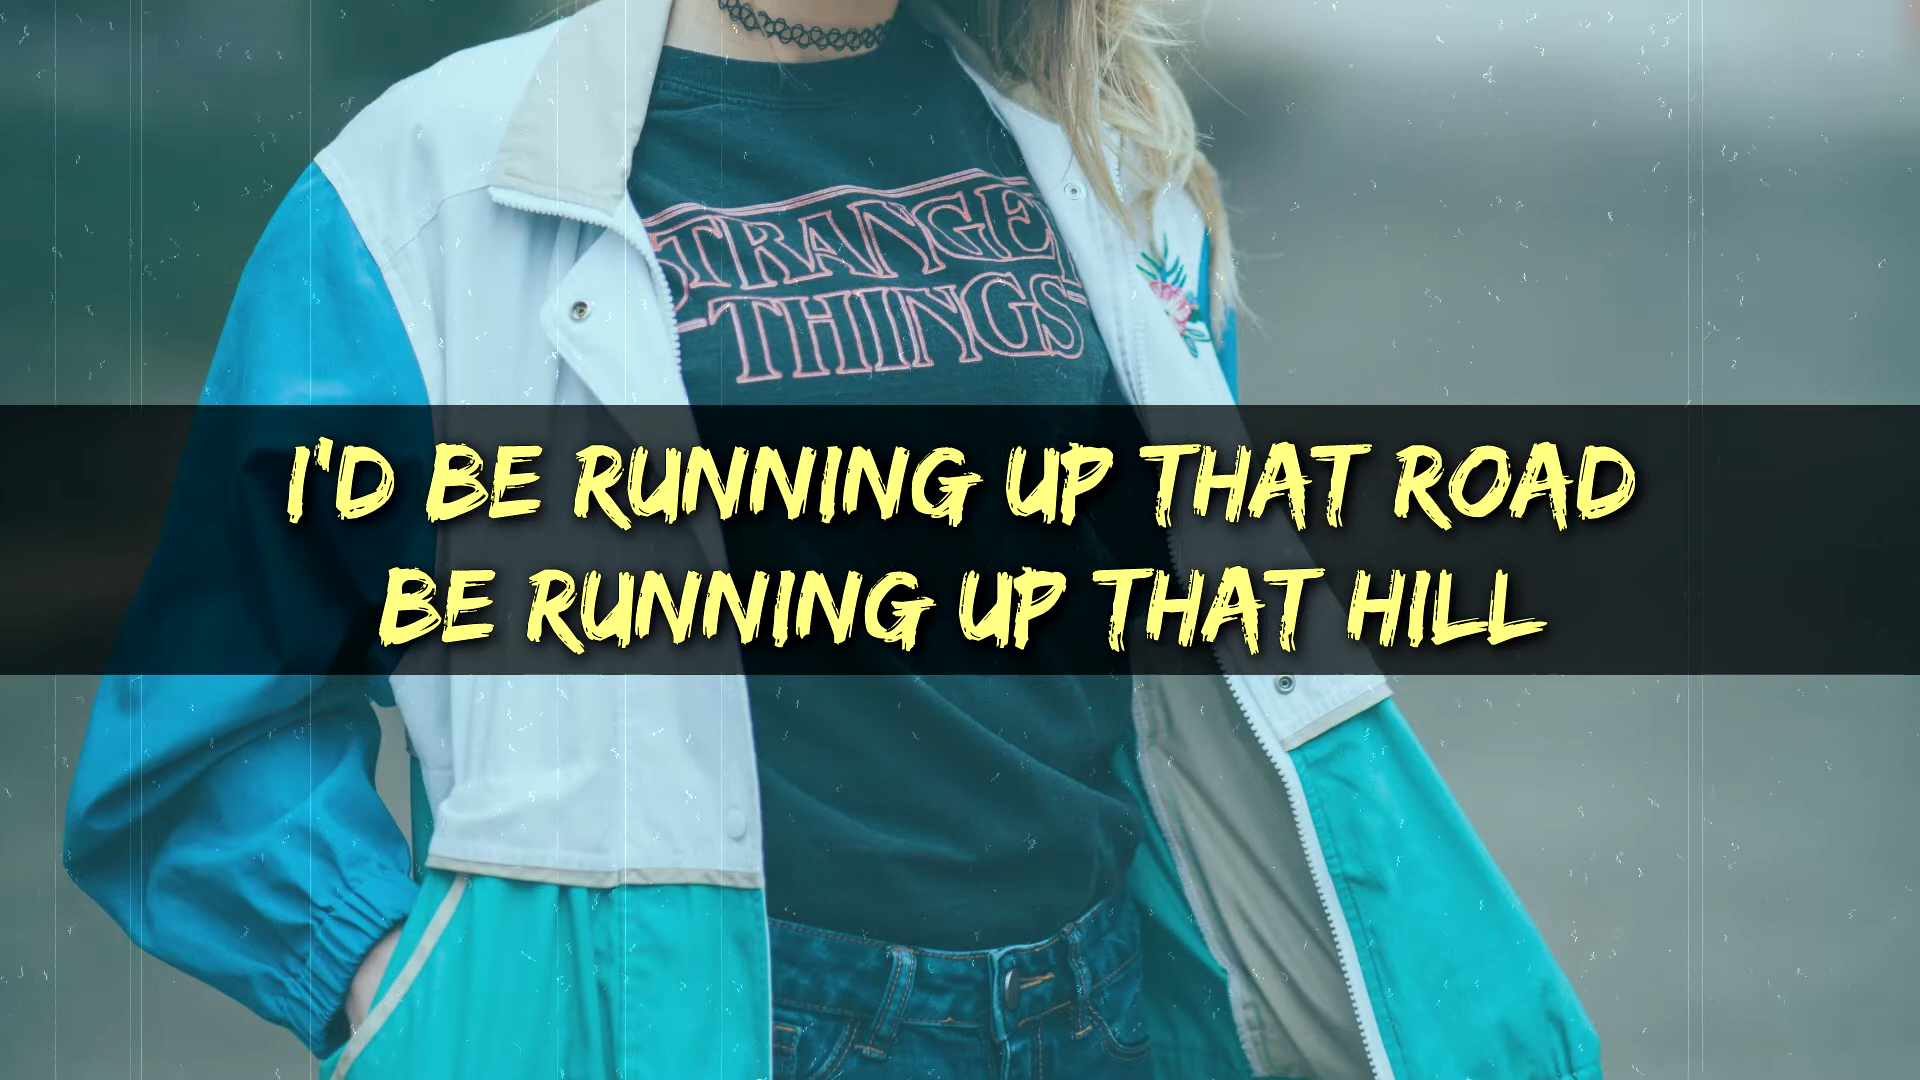 STRANGER
THINGS
I'D BE RUNNING UP THAT ROAD
BE RUNNING UP THAT HILL